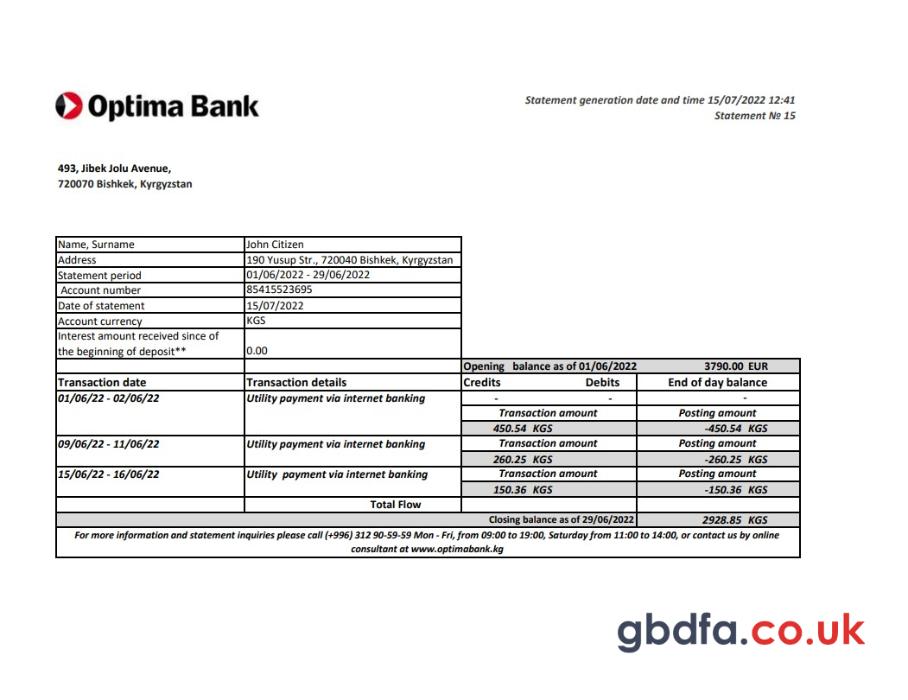 Optima Bank
Statement generation date and time 15/07/2022 12:41
Statement № 15
493, Jibek Jolu Avenue,
720070 Bishkek, Kyrgyzstan
Name, Surname John Citizen
Address 190 Yusup Str., 720040 Bishkek, Kyrgyzstan
Statement period 01/06/2022 - 29/06/2022
Account number 85415523695
Date of statement 15/07/2022
Account currency KGS
Interest amount received since of
the beginning of deposit** 0.00
Opening balance as of 01/06/2022 3790.00 EUR
Transaction date Transaction details Credits Debits End of day balance
01/06/22 - 02/06/22 Utility payment via internet banking - - -
Transaction amount Posting amount
450.54 KGS -450.54 KGS
09/06/22 - 11/06/22 Utility payment via internet banking Transaction amount Posting amount
260.25 KGS -260.25 KGS
15/06/22 - 16/06/22 Utility payment via internet banking Transaction amount Posting amount
150.36 KGS -150.36 KGS
Total Flow
Closing balance as of 29/06/2022 2928.85 KGS
For more information and statement inquiries please call (+996) 312 90-59-59 Mon - Fri, from 09:00 to 19:00, Saturday from 11:00 to 14:00, or contact us by online
consultant at www.optimabank.kg
gbdfa.co.uk